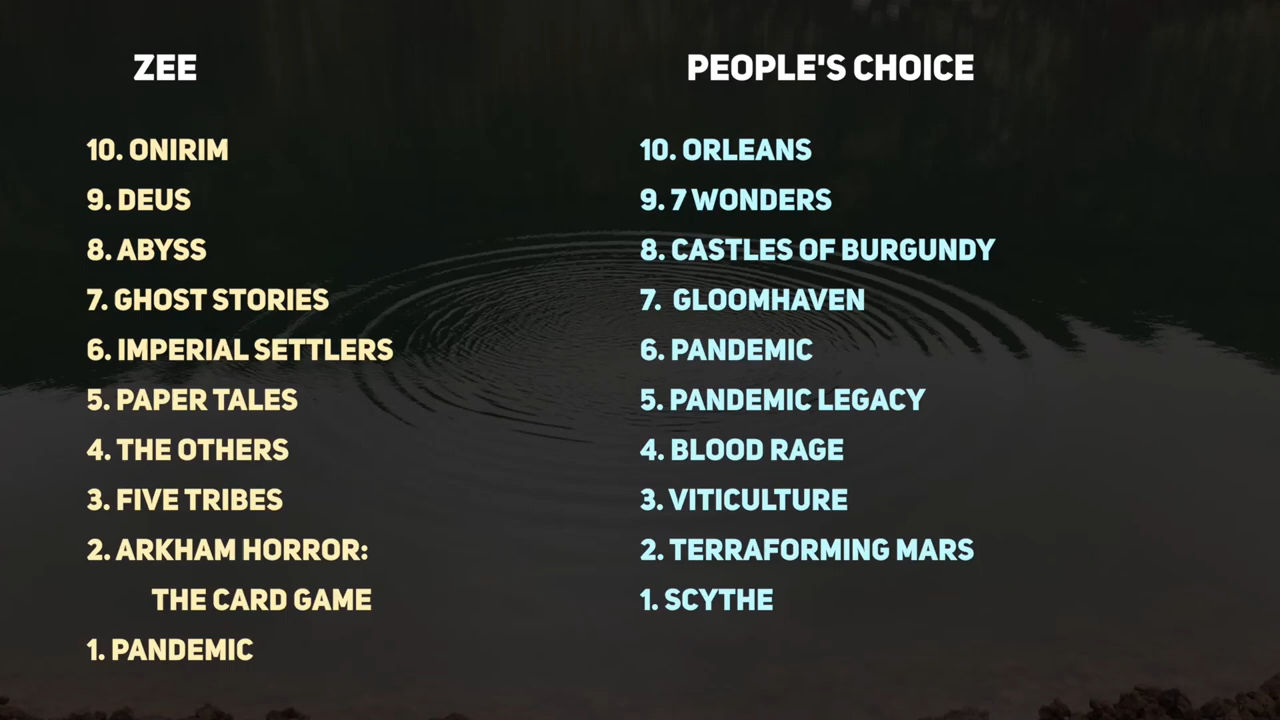 ZEE
10. ONIRIM
9. DEUS
8. ABYSS
7. GHOST STORIES
6. IMPERIAL SETTLERS
5. PAPER TALES
4. THE OTHERS
3. FIVE TRIBES
2. ARKHAM HORROR:
THE CARD GAME
1. PANDEMIC
PEOPLE'S CHOICE
10. ORLEANS
9. 7 WONDERS
8. CASTLES OF BURGUNDY
7. GLOOMHAVEN
6. PANDEMIC
5. PANDEMIC LEGACY
4. BLOOD RAGE
3. VITICULTURE
2. TERRAFORMING MARS
1. SCYTHE